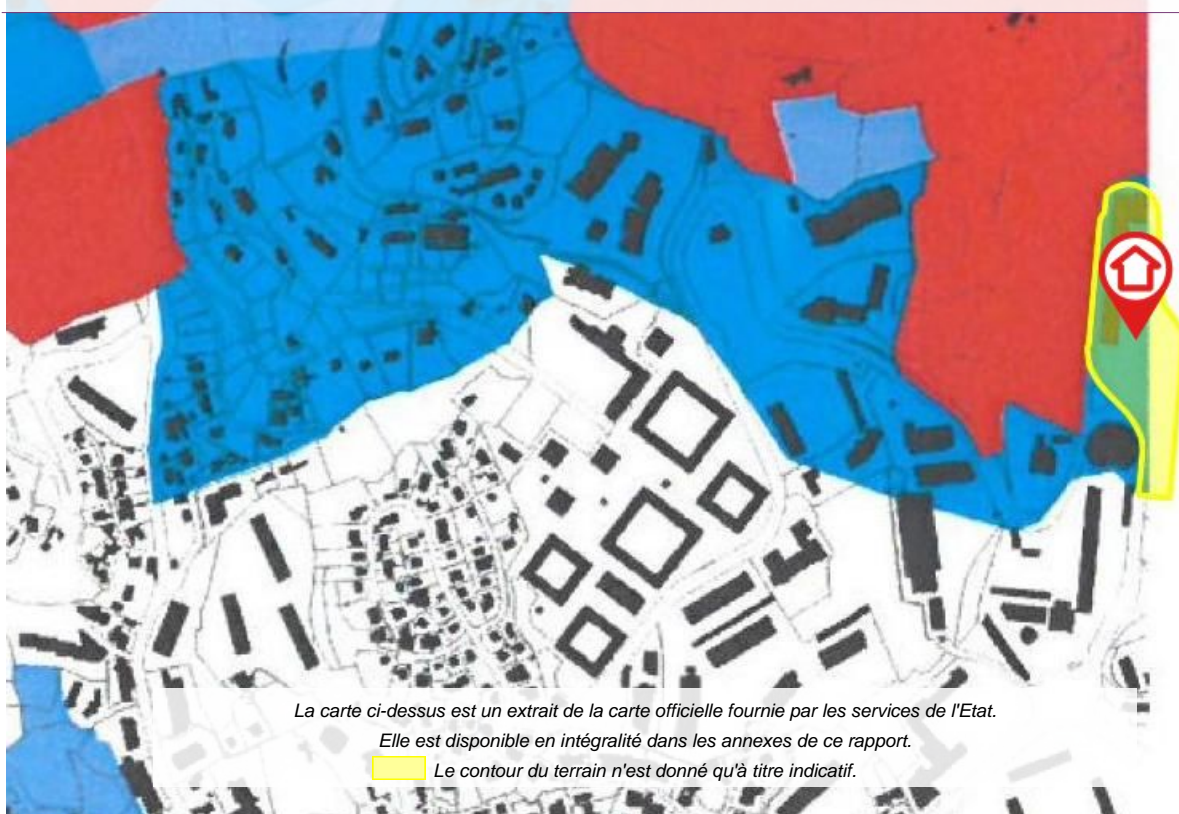 La carte ci-dessus est un extrait de la carte officielle fournie par les services de l'Etat.
Elle est disponible en intégralité dans les annexes de ce rapport.
Le contour du terrain n'est donné qu'à titre indicatif.